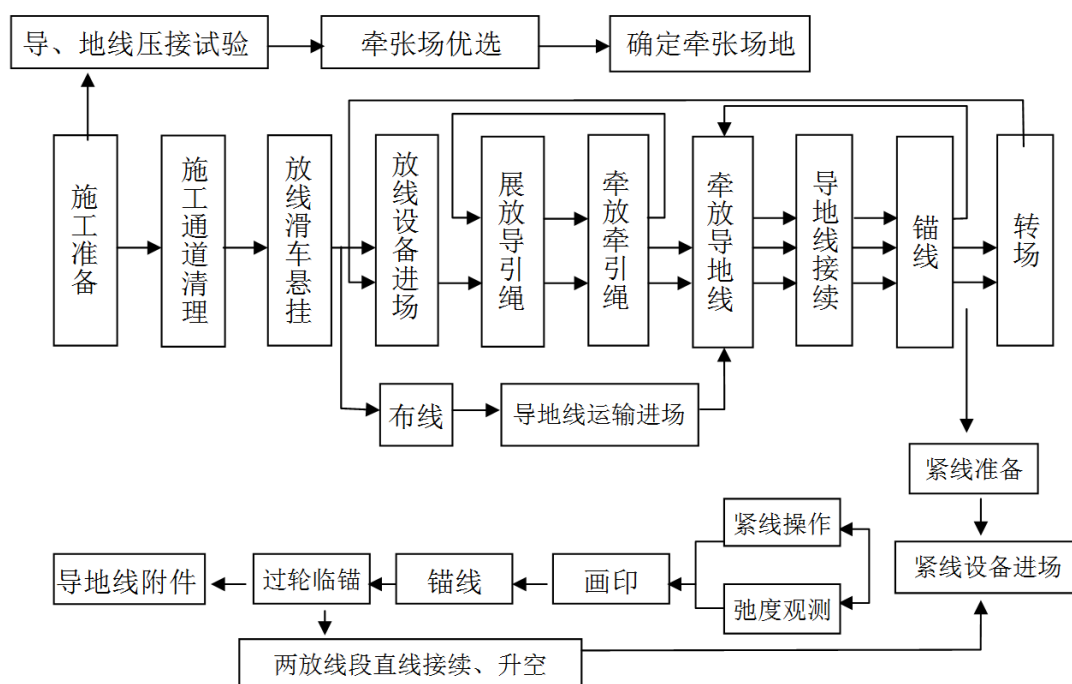 导、地线压接试验
牵张场优选
确定牵张场地
施工准备
施工通道清理
放线滑车悬挂
放线设备进场
展放导引绳
牵放牵引绳
牵放导地线
导地线接续
锚线
转场
布线
导地线运输进场
紧线准备
紧线操作
导地线附件
过轮临锚
锚线
画印
紧线设备进场
弛度观测
两放线段直线接续、升空